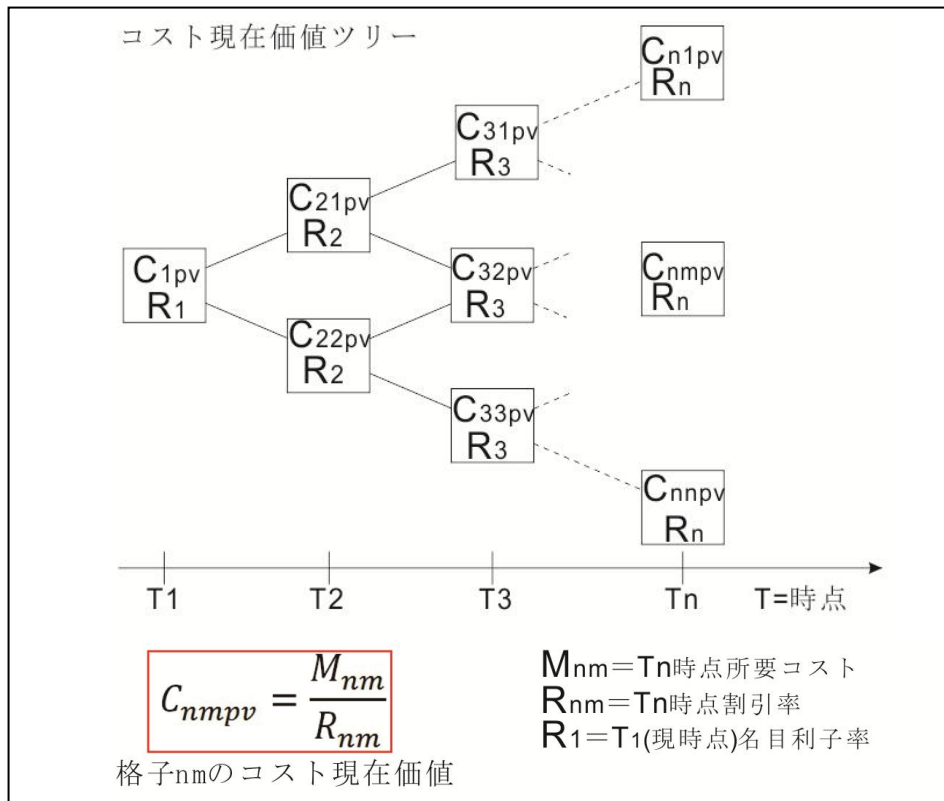 コスト現在価値ツリー
Cn1pv
Rn
C31pv
R3
C21pv
R2
C1pv
R1
C32pv
R3
Cnmpv
Rn
C22pv
R2
C33pv
R3
Cnnpv
Rn
T1 T2 T3 Tn T=時点
Cnmpv = Mnm / Rnm
Mnm=Tn時点所要コスト
Rnm=Tn時点割引率
R1=T1(現時点)名目利子率
格子nmのコスト現在価値